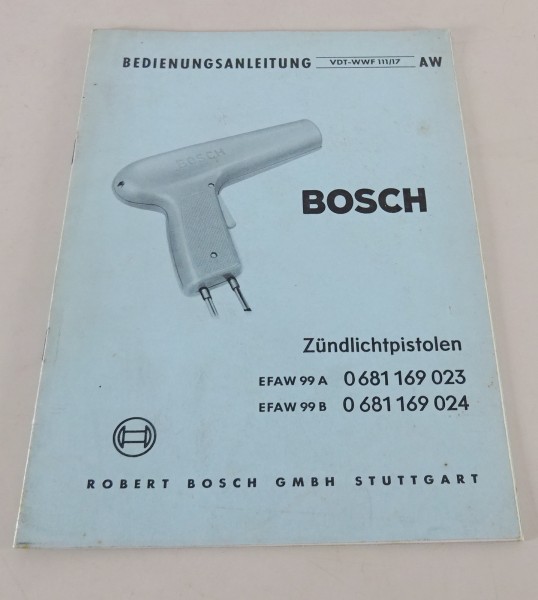 BEDIENUNGSANLEITUNG VDT-WWF 111/17 AW
BOSCH
BOSCH
Zündlichtpistolen
EFAW 99 A 0 681 169 023
EFAW 99 B 0 681 169 024
ROBERT BOSCH GMBH STUTTGART